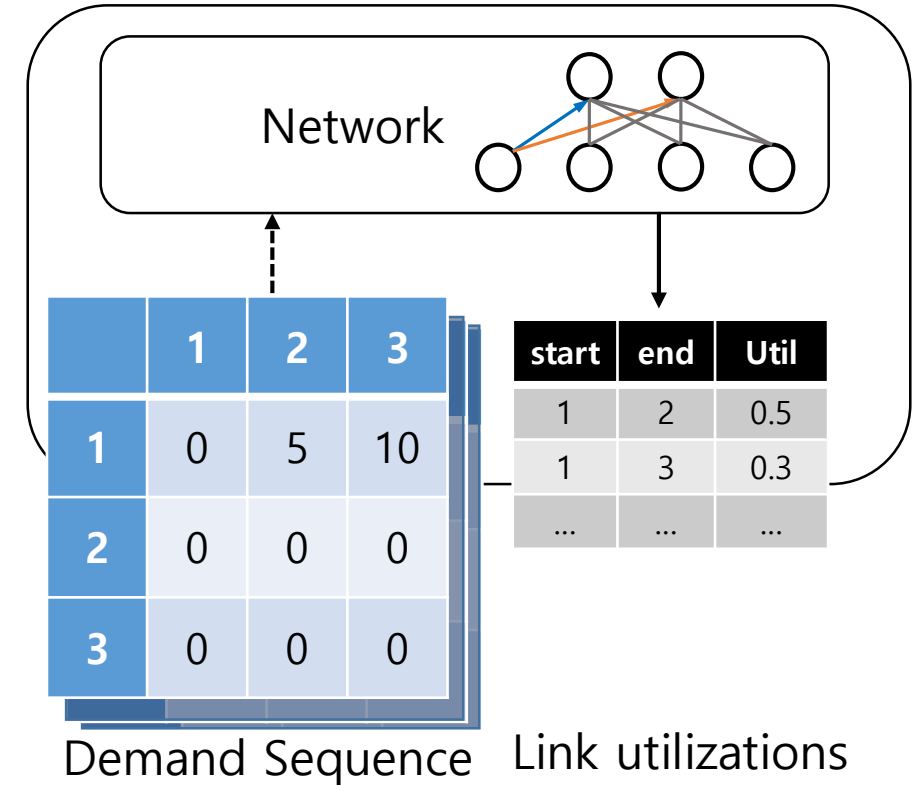 Network
1 2 3
1 0 5 10
2 0 0 0
3 0 0 0
Demand Sequence
start end Util
1 2 0.5
1 3 0.3
... ... ...
Link utilizations